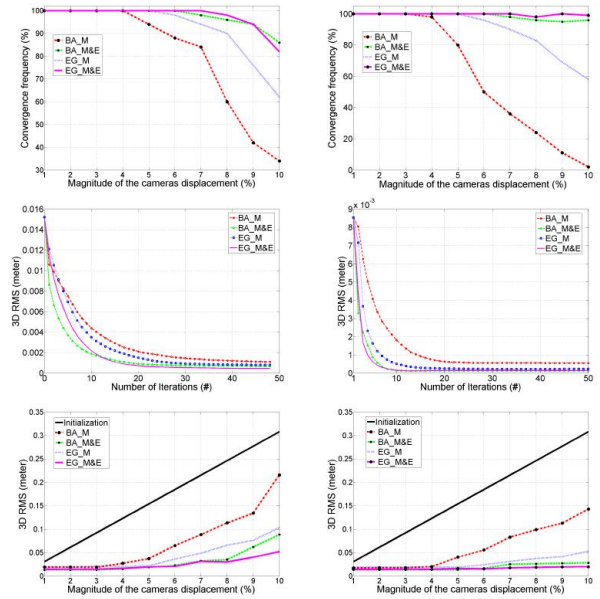 Convergence frequency (%)
100
90
80
70
60
50
40
30
BA_M
BA_M&E
EG_M
EG_M&E
1 2 3 4 5 6 7 8 9 10
Magnitude of the cameras displacement (%)
Convergence frequency (%)
100
80
60
40
20
0
BA_M
BA_M&E
EG_M
EG_M&E
1 2 3 4 5 6 7 8 9 10
Magnitude of the cameras displacement (%)
3D RMS (meter)
0.016
0.014
0.012
0.01
0.008
0.006
0.004
0.002
0
BA_M
BA_M&E
EG_M
EG_M&E
0 10 20 30 40 50
Number of Iterations (#)
3D RMS (meter)
x 10⁻³
9
8
7
6
5
4
3
2
1
0
BA_M
BA_M&E
EG_M
EG_M&E
1 10 20 30 40 50
Number of Iterations (#)
3D RMS (meter)
0.35
0.3
0.25
0.2
0.15
0.1
0.05
0
Initialization
BA_M
BA_M&E
EG_M
EG_M&E
1 2 3 4 5 6 7 8 9 10
Magnitude of the cameras displacement (%)
3D RMS (meter)
0.35
0.3
0.25
0.2
0.15
0.1
0.05
0
Initialization
BA_M
BA_M&E
EG_M
EG_M&E
1 2 3 4 5 6 7 8 9 10
Magnitude of the cameras displacement (%)